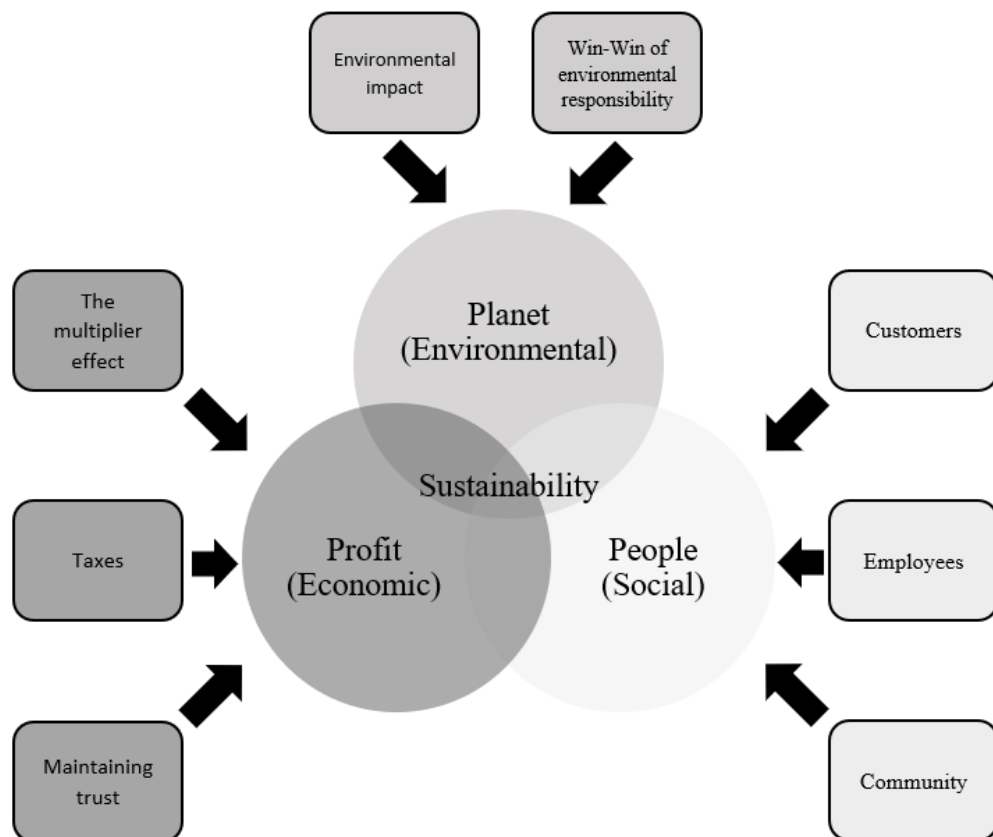 Environmental
impact
Win-Win of
environmental
responsibility
The
multiplier
effect
Planet
(Environmental)
Customers
Sustainability
Taxes
Profit
(Economic)
People
(Social)
Employees
Maintaining
trust
Community